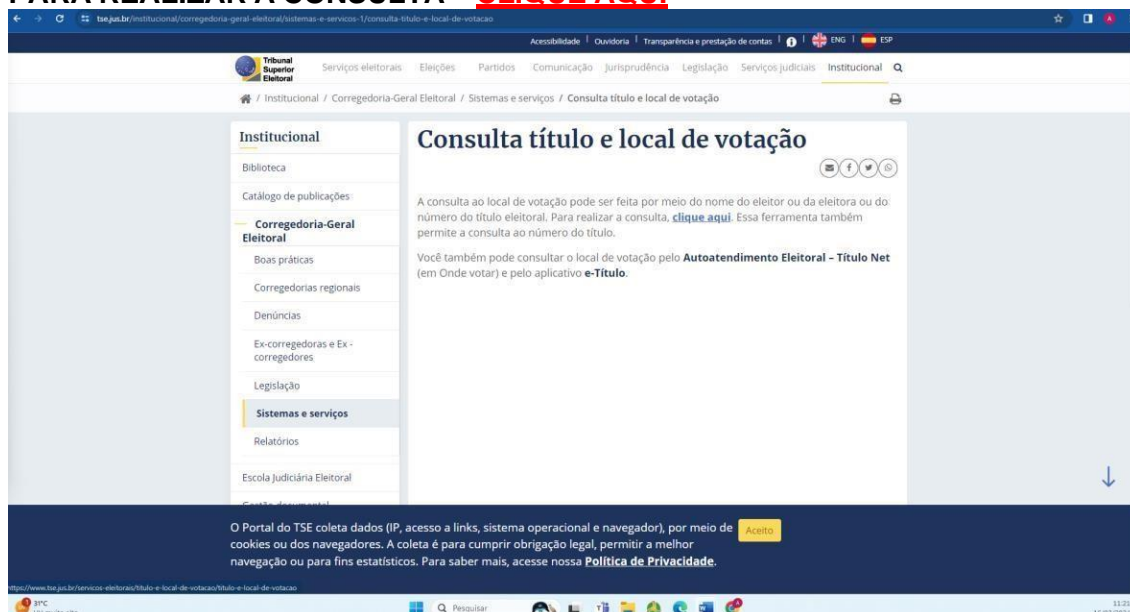 PARA REALIZAR A CONSULTA – CLIQUE AQUI
tse.jus.br/institucional/corregedoria-geral-eleitoral/sistemas-e-servicos-1/consulta-titulo-e-local-de-votacao
Acessibilidade | Ouvidoria | Transparência e prestação de contas | | ENG | ESP
Tribunal
Superior
Eleitoral
Serviços eleitorais Eleições Partidos Comunicação Jurisprudência Legislação Serviços judiciais Institucional
/ Institucional / Corregedoria-Geral Eleitoral / Sistemas e serviços / Consulta título e local de votação
Institucional
Biblioteca
Catálogo de publicações
Corregedoria-Geral
Eleitoral
Boas práticas
Corregedorias regionais
Denúncias
Ex-corregedoras e Ex -
corregedores
Legislação
Sistemas e serviços
Relatórios
Escola Judiciária Eleitoral
Consulta título e local de votação
A consulta ao local de votação pode ser feita por meio do nome do eleitor ou da eleitora ou do
número do título eleitoral. Para realizar a consulta, clique aqui. Essa ferramenta também
permite a consulta ao número do título.
Você também pode consultar o local de votação pelo Autoatendimento Eleitoral – Título Net
(em Onde votar) e pelo aplicativo e-Título.
O Portal do TSE coleta dados (IP, acesso a links, sistema operacional e navegador), por meio de
cookies ou dos navegadores. A coleta é para cumprir obrigação legal, permitir a melhor
navegação ou para fins estatísticos. Para saber mais, acesse nossa Política de Privacidade.
Aceito
https://www.tse.jus.br/servicos-eleitorais/titulo-e-local-de-votacao/titulo-e-local-de-votacao
31°C
Pesquisar